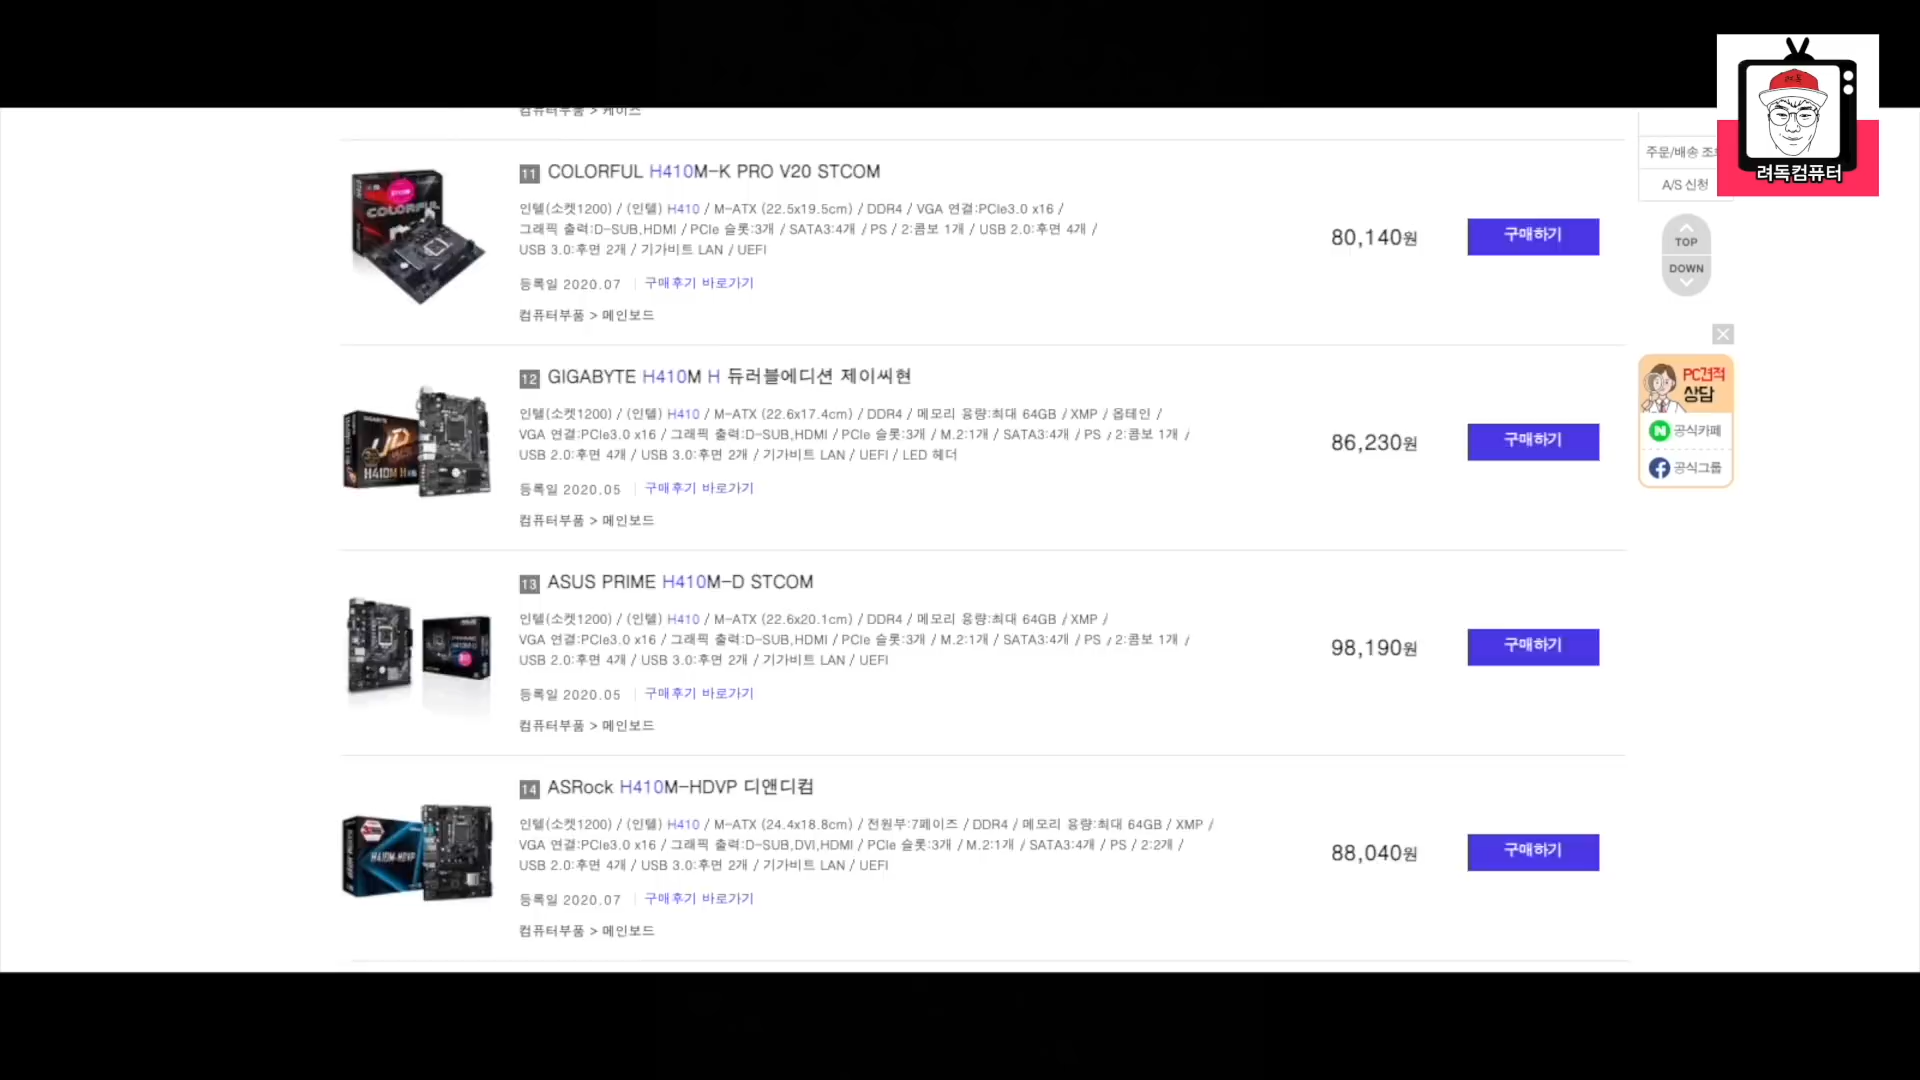 컴퓨터부품 > 케이스
11 COLORFUL H410M-K PRO V20 STCOM
인텔(소켓1200) / (인텔) H410 / M-ATX (22.5x19.5cm) / DDR4 / VGA 연결:PCIe3.0 x16 /
그래픽 출력:D-SUB,HDMI / PCIe 슬롯:3개 / SATA3:4개 / PS / 2:콤보 1개 / USB 2.0:후면 4개 /
USB 3.0:후면 2개 / 기가비트 LAN / UEFI
등록일 2020.07 | 구매후기 바로가기
컴퓨터부품 > 메인보드
80,140원
구매하기
12 GIGABYTE H410M H 듀러블에디션 제이씨현
인텔(소켓1200) / (인텔) H410 / M-ATX (22.6x17.4cm) / DDR4 / 메모리 용량:최대 64GB / XMP / 옵테인 /
VGA 연결:PCIe3.0 x16 / 그래픽 출력:D-SUB,HDMI / PCIe 슬롯:3개 / M.2:1개 / SATA3:4개 / PS / 2:콤보 1개 /
USB 2.0:후면 4개 / USB 3.0:후면 2개 / 기가비트 LAN / UEFI / LED 헤더
등록일 2020.05 | 구매후기 바로가기
컴퓨터부품 > 메인보드
86,230원
구매하기
13 ASUS PRIME H410M-D STCOM
인텔(소켓1200) / (인텔) H410 / M-ATX (22.6x20.1cm) / DDR4 / 메모리 용량:최대 64GB / XMP /
VGA 연결:PCIe3.0 x16 / 그래픽 출력:D-SUB,HDMI / PCIe 슬롯:3개 / M.2:1개 / SATA3:4개 / PS / 2:콤보 1개 /
USB 2.0:후면 4개 / USB 3.0:후면 2개 / 기가비트 LAN / UEFI
등록일 2020.05 | 구매후기 바로가기
컴퓨터부품 > 메인보드
98,190원
구매하기
14 ASRock H410M-HDVP 디앤디컴
인텔(소켓1200) / (인텔) H410 / M-ATX (24.4x18.8cm) / 전원부:7페이즈 / DDR4 / 메모리 용량:최대 64GB / XMP /
VGA 연결:PCIe3.0 x16 / 그래픽 출력:D-SUB,DVI,HDMI / PCIe 슬롯:3개 / M.2:1개 / SATA3:4개 / PS / 2:2개 /
USB 2.0:후면 4개 / USB 3.0:후면 2개 / 기가비트 LAN / UEFI
등록일 2020.07 | 구매후기 바로가기
컴퓨터부품 > 메인보드
88,040원
구매하기
COLORFUL
GIGABYTE
UD
H410M H
H410M-HDVP
주문/배송
A/S 신청
TOP
DOWN
PC견적
상담
공식카페
공식그룹
려독컴퓨터